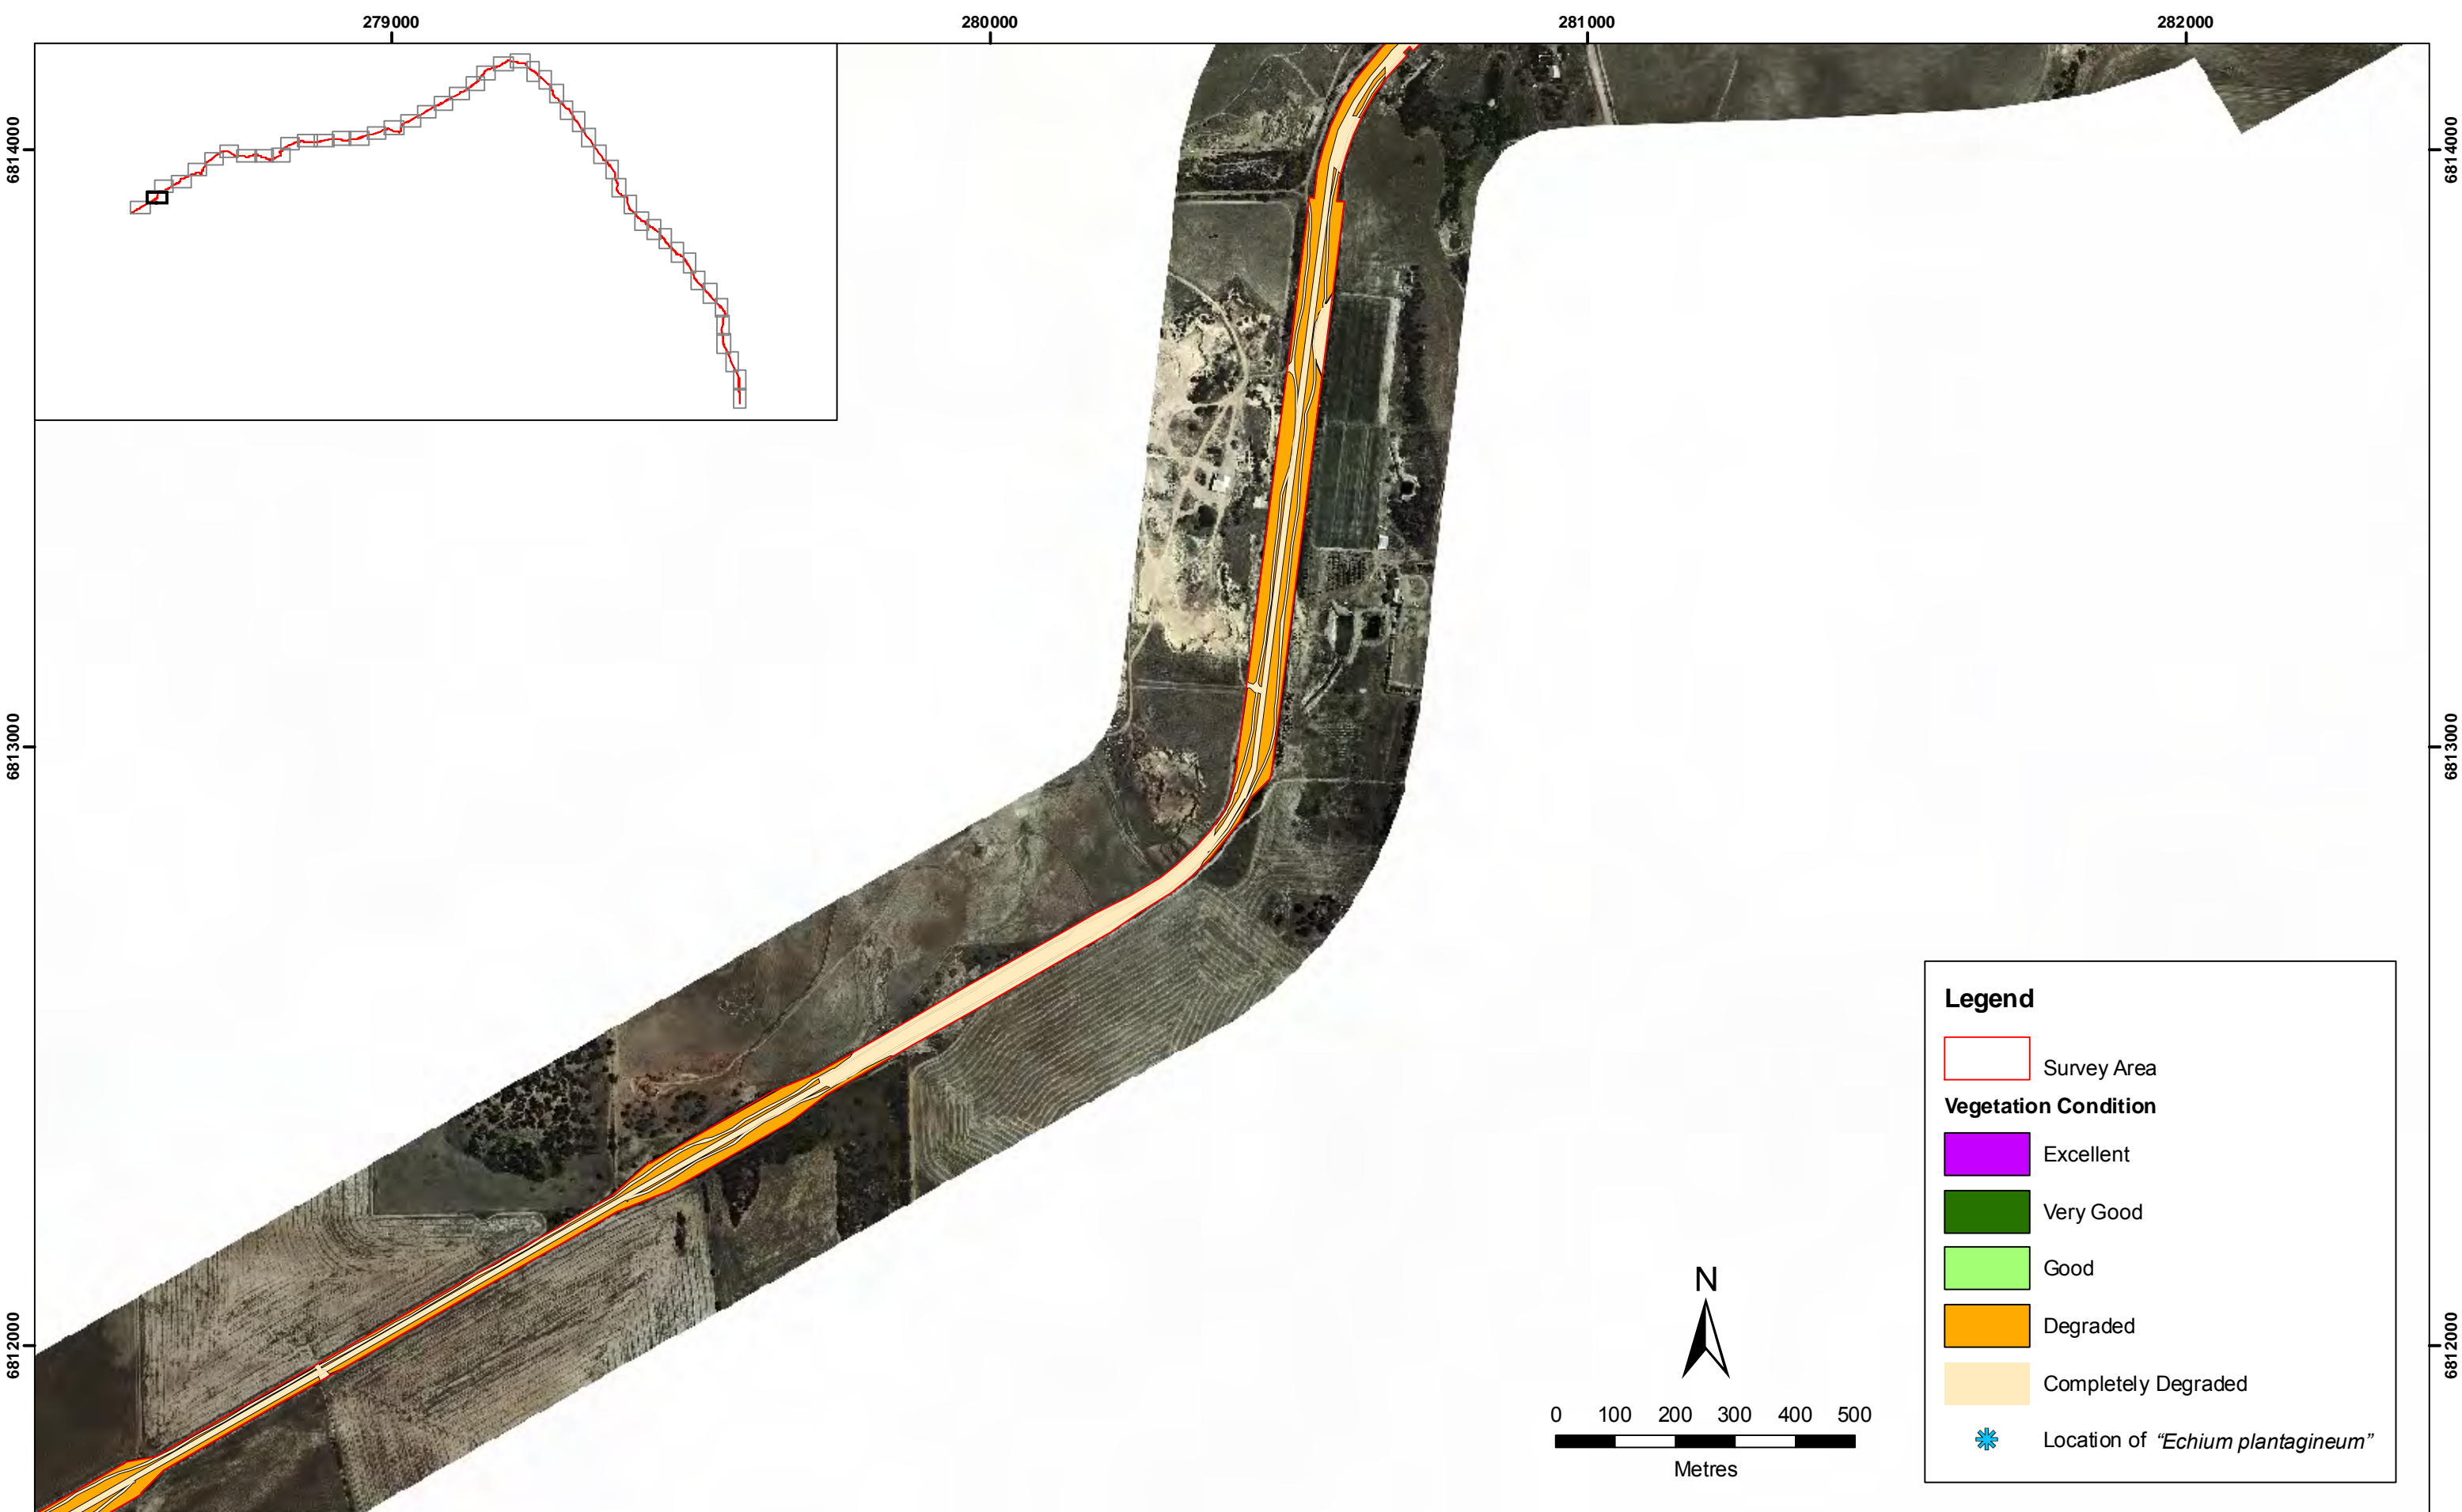 279000
280000
281000
282000
6814000
6814000
6813000
6813000
6812000
6812000
Legend
Survey Area
Vegetation Condition
Excellent
Very Good
Good
Degraded
Completely Degraded
Location of "Echium plantagineum"
N
0 100 200 300 400 500
Metres